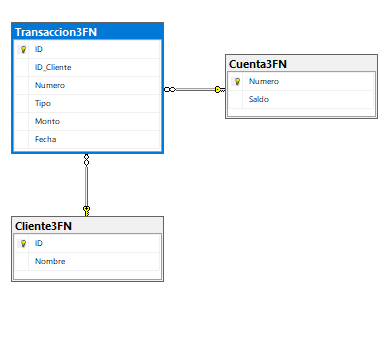 Transaccion3FN
ID
ID_Cliente
Numero
Tipo
Monto
Fecha
Cuenta3FN
Numero
Saldo
Cliente3FN
ID
Nombre